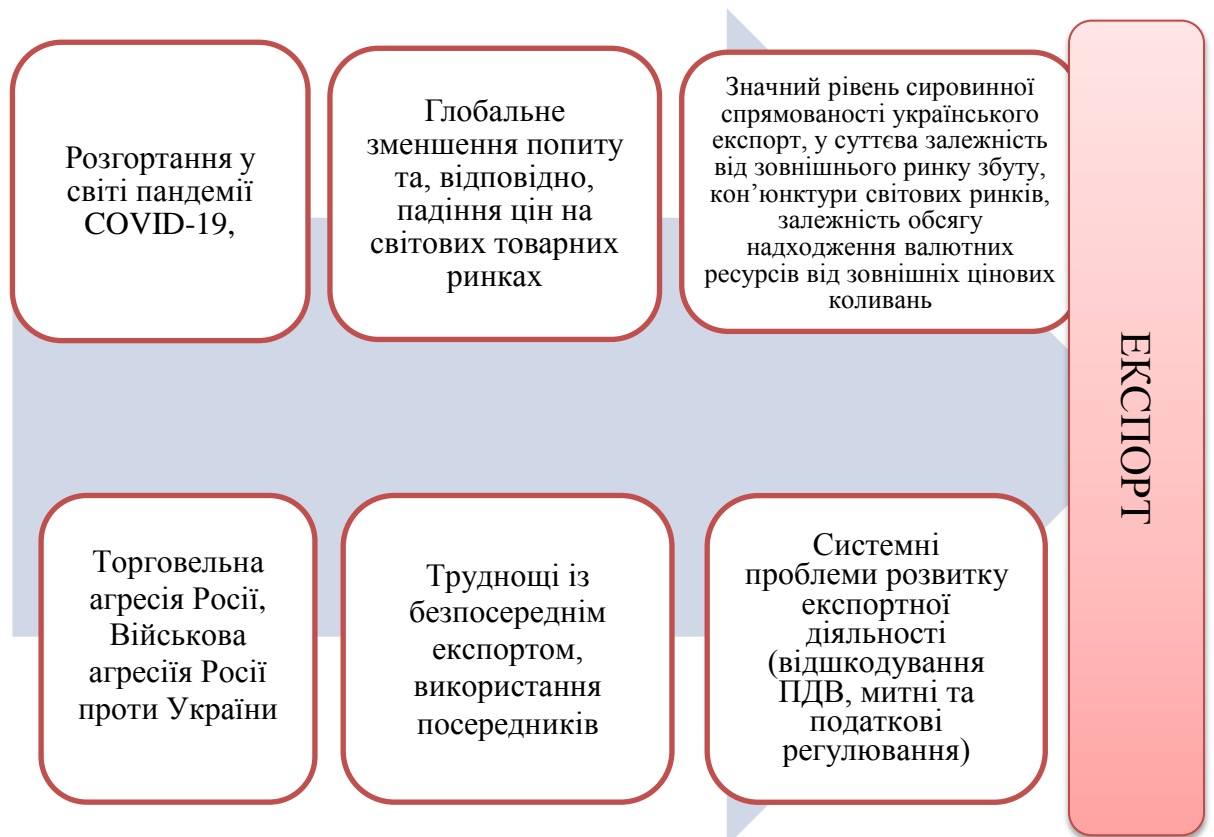 Розгортання у
світі пандемії
COVID-19,
Глобальне
зменшення попиту
та, відповідно,
падіння цін на
світових товарних
ринках
Значний рівень сировинної
спрямованості українського
експорт, у суттєва залежність
від зовнішнього ринку збуту,
кон’юнктури світових ринків,
залежність обсягу
надходження валютних
ресурсів від зовнішніх цінових
коливань
Торговельна
агресія Росії,
Військова
агресіїя Росії
проти України
Труднощі із
безпосереднім
експортом,
використання
посередників
Системні
проблеми розвитку
експортної
діяльності
(відшкодування
ПДВ, митні та
податкові
регулювання)
ЕКСПОРТ